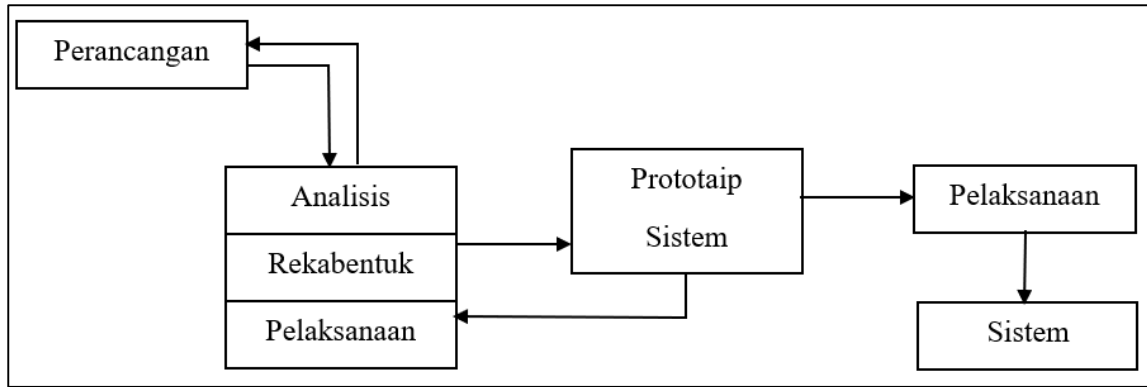 Perancangan
Analisis
Rekabentuk
Pelaksanaan
Prototaip
Sistem
Pelaksanaan
Sistem